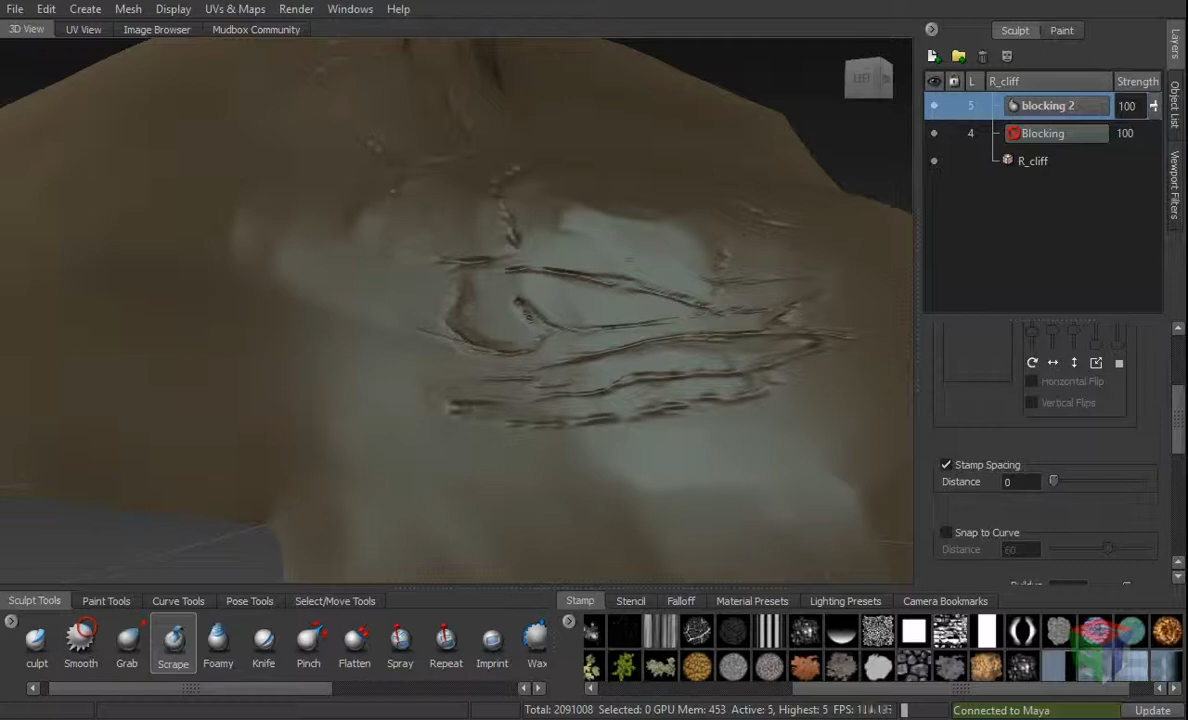 File Edit Create Mesh Display UVs & Maps Render Windows Help
3D View UV View Image Browser Mudbox Community
Sculpt Paint
L R_cliff Strength
5 blocking 2 100
4 Blocking 100
R_cliff
Layers
Object List
Viewport Filters
LEFT
Horizontal Flip
Vertical Flips
Stamp Spacing
Distance 0
Snap to Curve
Distance 60
Sculpt Tools Paint Tools Curve Tools Pose Tools Select/Move Tools
Stamp Stencil Falloff Material Presets Lighting Presets Camera Bookmarks
culpt Smooth Grab Scrape Foamy Knife Pinch Flatten Spray Repeat Imprint Wax
Total: 2091008 Selected: 0 GPU Mem: 453 Active: 5, Highest: 5 FPS:
Connected to Maya Update